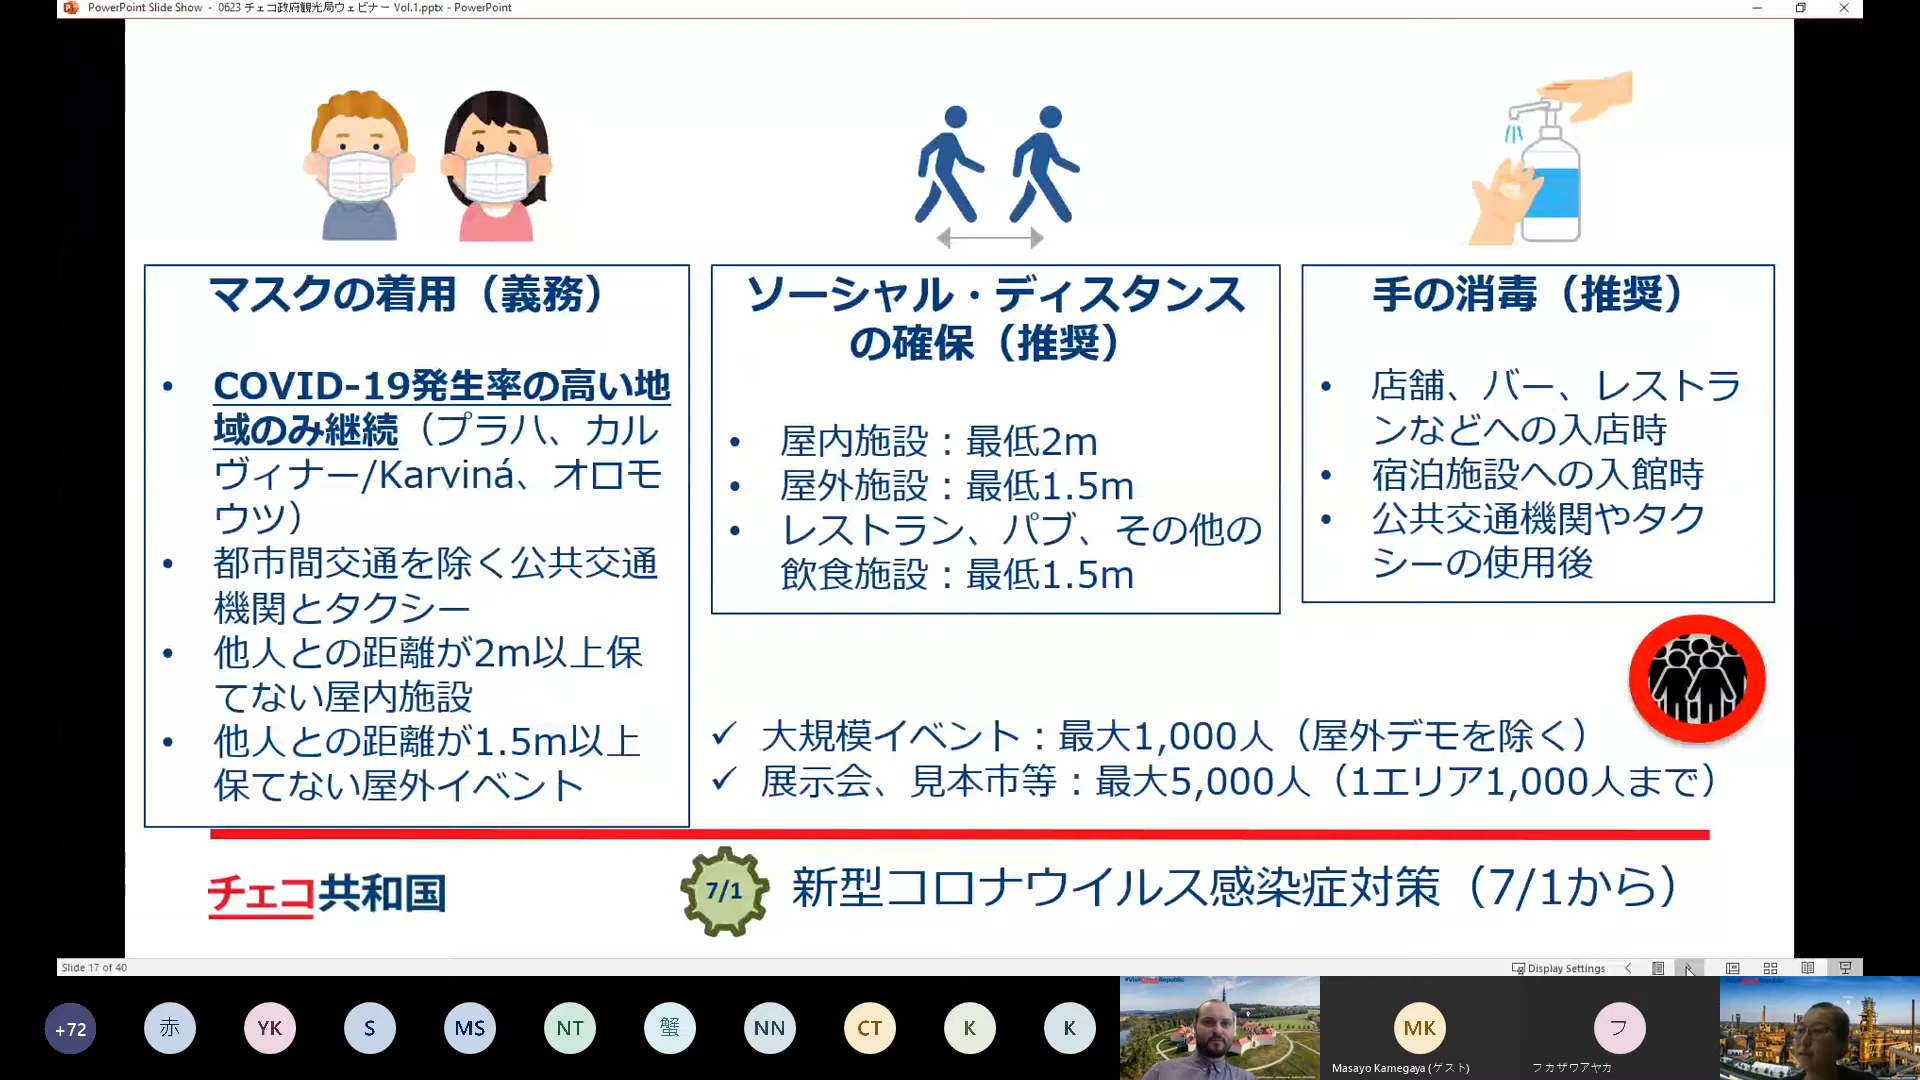 PowerPoint Slide Show - 0623 チェコ政府観光局ウェビナー Vol.1.pptx - PowerPoint
マスクの着用（義務）
• COVID-19発生率の高い地
域のみ継続（プラハ、カル
ヴィナー/Karviná、オロモ
ウツ）
• 都市間交通を除く公共交通
機関とタクシー
• 他人との距離が2m以上保
てない屋内施設
• 他人との距離が1.5m以上
保てない屋外イベント
ソーシャル・ディスタンス
の確保（推奨）
• 屋内施設：最低2m
• 屋外施設：最低1.5m
• レストラン、パブ、その他の
飲食施設：最低1.5m
手の消毒（推奨）
• 店舗、バー、レストラ
ンなどへの入店時
• 宿泊施設への入館時
• 公共交通機関やタク
シーの使用後
✓ 大規模イベント：最大1,000人（屋外デモを除く）
✓ 展示会、見本市等：最大5,000人（1エリア1,000人まで）
チェコ共和国
7/1
新型コロナウイルス感染症対策（7/1から）
Slide 17 of 40
Display Settings
+72
赤
YK
S
MS
NT
蟹
NN
CT
K
K
#VisitCzechRepublic
MK
Masayo Kamegaya (ゲスト)
フ
フカザワアヤカ